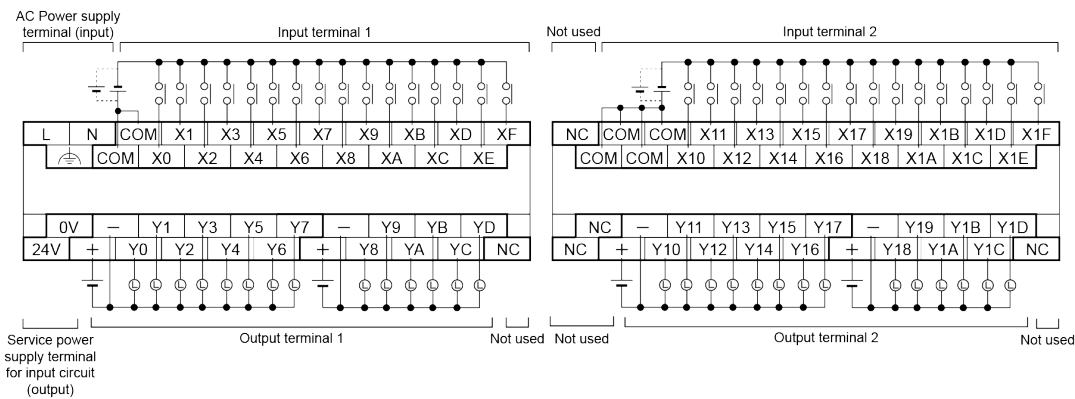 AC Power supply
terminal (input)
Input terminal 1
Not used
Input terminal 2
L N COM X1 X3 X5 X7 X9 XB XD XF
COM X0 X2 X4 X6 X8 XA XC XE
NC COM COM X11 X13 X15 X17 X19 X1B X1D X1F
COM COM X10 X12 X14 X16 X18 X1A X1C X1E
0V − Y1 Y3 Y5 Y7 − Y9 YB YD
24V + Y0 Y2 Y4 Y6 + Y8 YA YC NC
NC − Y11 Y13 Y15 Y17 − Y19 Y1B Y1D
NC + Y10 Y12 Y14 Y16 + Y18 Y1A Y1C NC
L L L L L L L L L L L L L L
L L L L L L L L L L L L L L
Service power
supply terminal
for input circuit
(output)
Output terminal 1
Not used
Not used
Output terminal 2
Not used